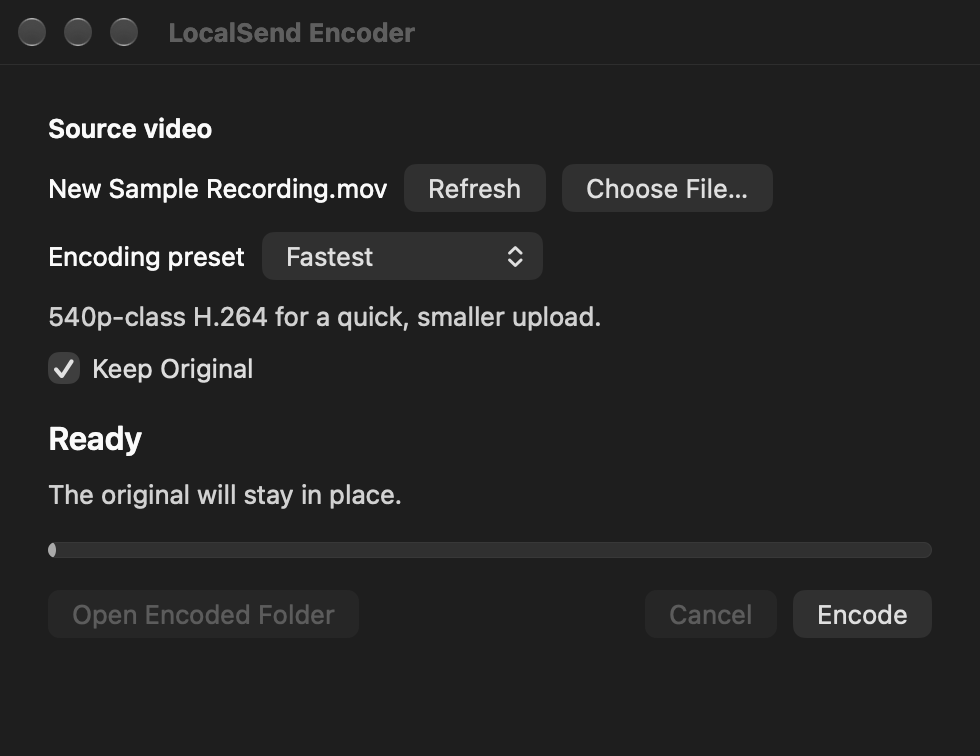 LocalSend Encoder
Source video
New Sample Recording.mov Refresh Choose File...
Encoding preset Fastest
540p-class H.264 for a quick, smaller upload.
Keep Original
Ready
The original will stay in place.
Open Encoded Folder Cancel Encode